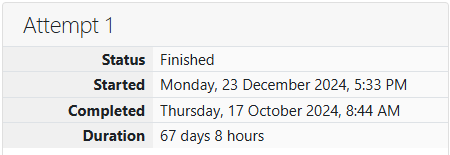 Attempt 1
Status Finished
Started Monday, 23 December 2024, 5:33 PM
Completed Thursday, 17 October 2024, 8:44 AM
Duration 67 days 8 hours